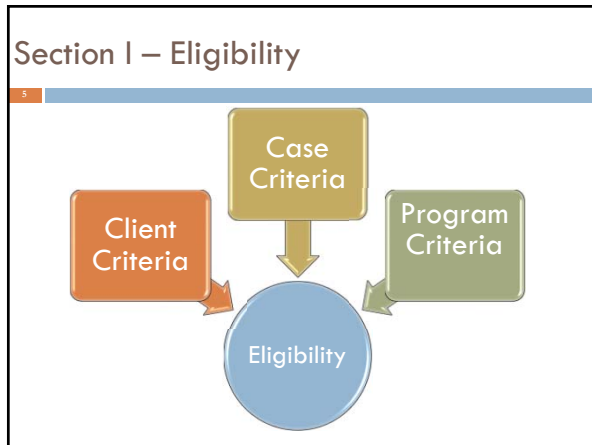 Section I – Eligibility
5
Case
Criteria
Client
Criteria
Program
Criteria
Eligibility